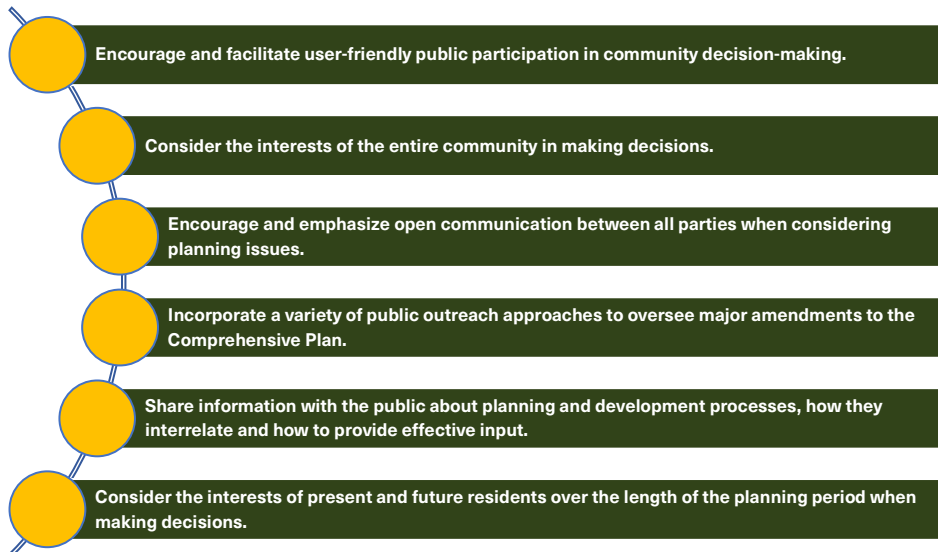 Encourage and facilitate user-friendly public participation in community decision-making.
Consider the interests of the entire community in making decisions.
Encourage and emphasize open communication between all parties when considering
planning issues.
Incorporate a variety of public outreach approaches to oversee major amendments to the
Comprehensive Plan.
Share information with the public about planning and development processes, how they
interrelate and how to provide effective input.
Consider the interests of present and future residents over the length of the planning period when
making decisions.